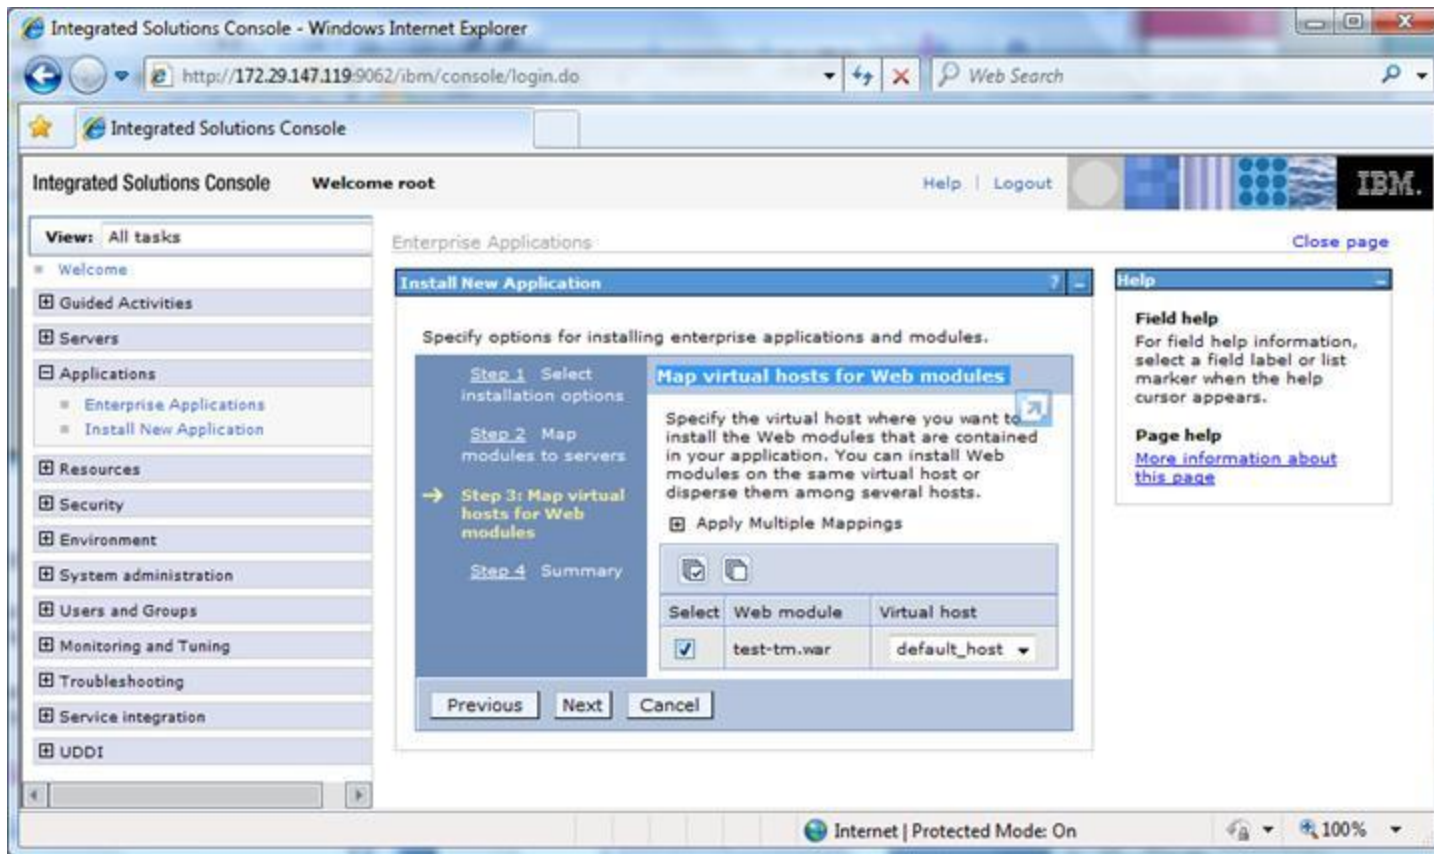 Integrated Solutions Console - Windows Internet Explorer
http://172.29.147.119:9062/ibm/console/login.do
Web Search
Integrated Solutions Console
Integrated Solutions Console Welcome root Help | Logout IBM.
View: All tasks
Welcome
Guided Activities
Servers
Applications
Enterprise Applications
Install New Application
Resources
Security
Environment
System administration
Users and Groups
Monitoring and Tuning
Troubleshooting
Service integration
UDDI
Enterprise Applications Close page
Install New Application ? -
Specify options for installing enterprise applications and modules.
Step 1 Select
installation options
Step 2 Map
modules to servers
Step 3: Map virtual
hosts for Web
modules
Step 4 Summary
Map virtual hosts for Web modules
Specify the virtual host where you want to
install the Web modules that are contained
in your application. You can install Web
modules on the same virtual host or
disperse them among several hosts.
Apply Multiple Mappings
Select Web module Virtual host
test-tm.war default_host
Previous Next Cancel
Help -
Field help
For field help information,
select a field label or list
marker when the help
cursor appears.
Page help
More information about
this page
Internet | Protected Mode: On 100%